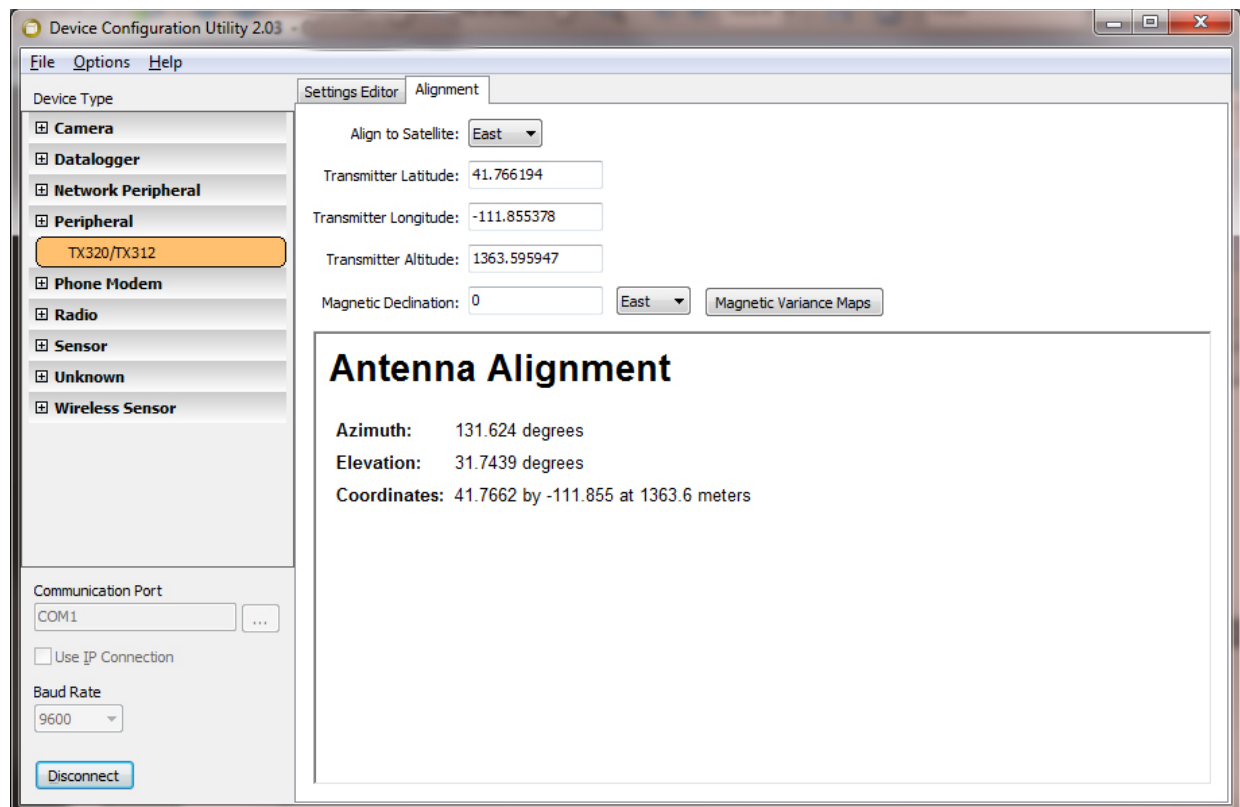 Device Configuration Utility 2.03 -
File Options Help
Device Type
Camera
Datalogger
Network Peripheral
Peripheral
TX320/TX312
Phone Modem
Radio
Sensor
Unknown
Wireless Sensor
Communication Port
COM1 ...
Use IP Connection
Baud Rate
9600
Disconnect
Settings Editor Alignment
Align to Satellite: East
Transmitter Latitude: 41.766194
Transmitter Longitude: -111.855378
Transmitter Altitude: 1363.595947
Magnetic Declination: 0 East Magnetic Variance Maps
Antenna Alignment
Azimuth: 131.624 degrees
Elevation: 31.7439 degrees
Coordinates: 41.7662 by -111.855 at 1363.6 meters